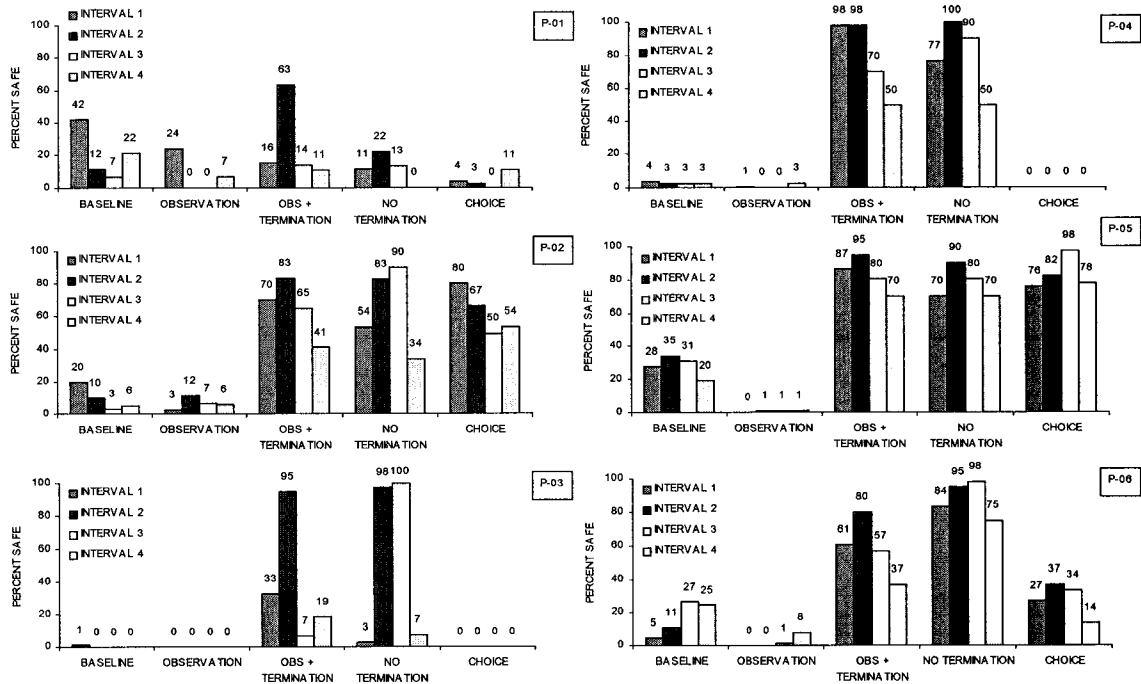 P-01
PERCENT SAFE
100
80
60
40
20
0
INTERVAL 1
INTERVAL 2
INTERVAL 3
INTERVAL 4
42 12 7 22
24 0 0 7
16 63 14 11
11 22 13 0
4 3 0 11
BASELINE OBSERVATION OBS + NO CHOICE
TERMINATION TERMINATION
P-04
PERCENT SAFE
100
80
60
40
20
0
INTERVAL 1
INTERVAL 2
INTERVAL 3
INTERVAL 4
4 3 3 3
1 0 0 3
98 98 70 50
77 100 90 50
0 0 0 0
BASELINE OBSERVATION OBS + NO CHOICE
TERMINATION TERMINATION
P-02
PERCENT SAFE
100
80
60
40
20
0
INTERVAL 1
INTERVAL 2
INTERVAL 3
INTERVAL 4
20 10 3 6
3 12 7 6
70 83 65 41
54 83 90 34
80 67 50 54
BASELINE OBSERVATION OBS + NO CHOICE
TERMINATION TERMINATION
P-05
PERCENT SAFE
100
80
60
40
20
0
INTERVAL 1
INTERVAL 2
INTERVAL 3
INTERVAL 4
28 35 31 20
0 1 1 1
87 95 80 70
70 90 80 70
76 82 98 78
BASELINE OBSERVATION OBS + NO CHOICE
TERMINATION TERMINATION
P-03
PERCENT SAFE
100
80
60
40
20
0
INTERVAL 1
INTERVAL 2
INTERVAL 3
INTERVAL 4
1 0 0 0
0 0 0 0
33 95 7 19
3 98 100 7
0 0 0 0
BASELINE OBSERVATION OBS + NO CHOICE
TERMINATION TERMINATION
P-06
PERCENT SAFE
100
80
60
40
20
0
INTERVAL 1
INTERVAL 2
INTERVAL 3
INTERVAL 4
5 11 27 25
0 0 1 8
61 80 57 37
84 95 98 75
27 37 34 14
BASELINE OBSERVATION OBS + NO TERMINATION CHOICE
TERMINATION